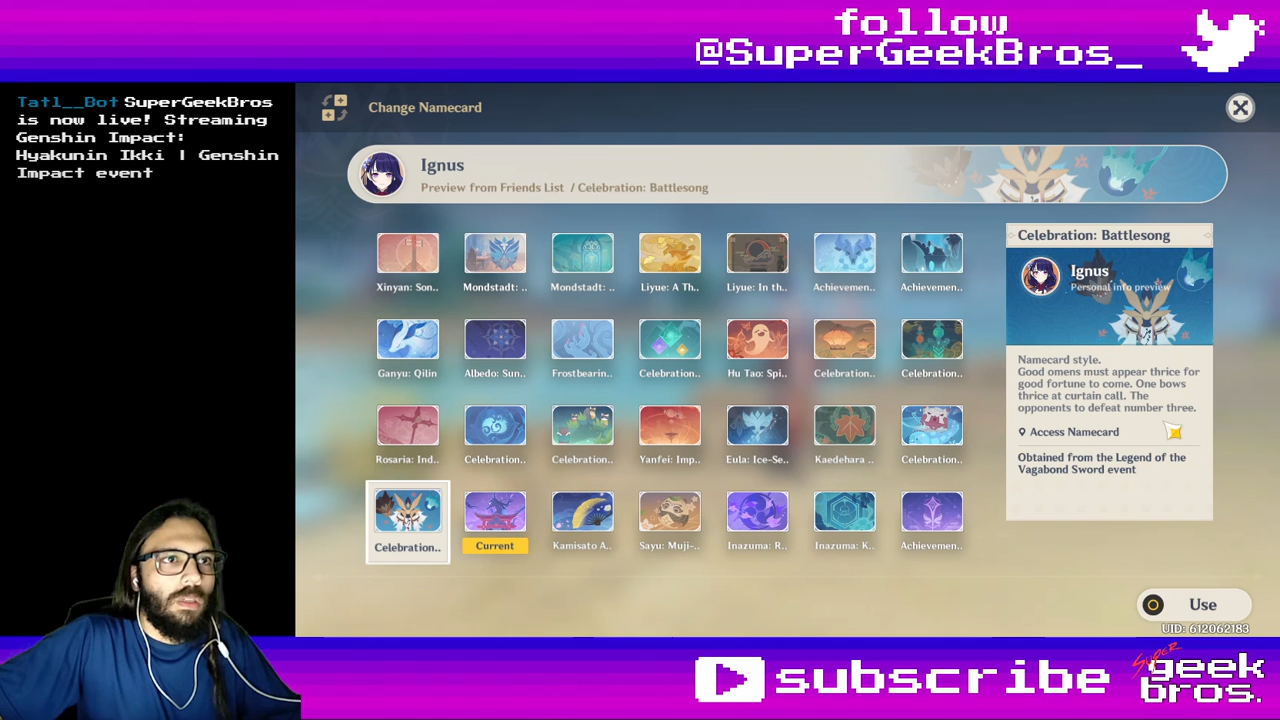 follow
@SuperGeekBros_
Tatl__Bot SuperGeekBros
is now live! Streaming
Genshin Impact:
Hyakunin Ikki | Genshin
Impact event
Change Namecard
Ignus
Preview from Friends List / Celebration: Battlesong
Xinyan: Son..
Mondstadt: ..
Mondstadt: ..
Liyue: A Th..
Liyue: In th..
Achievemen..
Achievemen..
Ganyu: Qilin
Albedo: Sun..
Frostbearin..
Celebration..
Hu Tao: Spi..
Celebration..
Celebration..
Rosaria: Ind..
Celebration..
Celebration..
Yanfei: Imp..
Eula: Ice-Se..
Kaedehara ..
Celebration..
Celebration..
Current
Kamisato A..
Sayu: Muji-..
Inazuma: R..
Inazuma: K..
Achievemen..
Celebration: Battlesong
Ignus
Personal info preview
Namecard style.
Good omens must appear thrice for
good fortune to come. One bows
thrice at curtain call. The
opponents to defeat number three.
Access Namecard
Obtained from the Legend of the
Vagabond Sword event
Use
UID: 612062183
subscribe
super
geek
bros.